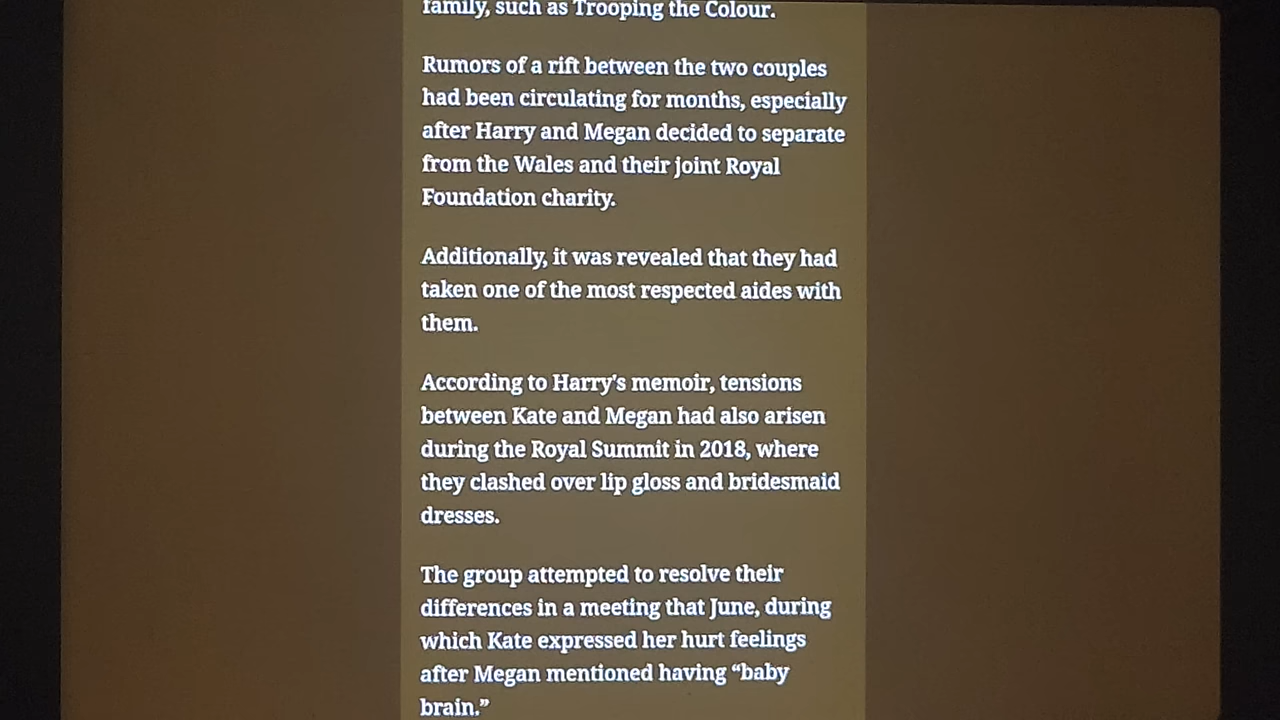 family, such as Trooping the Colour.
Rumors of a rift between the two couples
had been circulating for months, especially
after Harry and Megan decided to separate
from the Wales and their joint Royal
Foundation charity.
Additionally, it was revealed that they had
taken one of the most respected aides with
them.
According to Harry's memoir, tensions
between Kate and Megan had also arisen
during the Royal Summit in 2018, where
they clashed over lip gloss and bridesmaid
dresses.
The group attempted to resolve their
differences in a meeting that June, during
which Kate expressed her hurt feelings
after Megan mentioned having “baby
brain.”